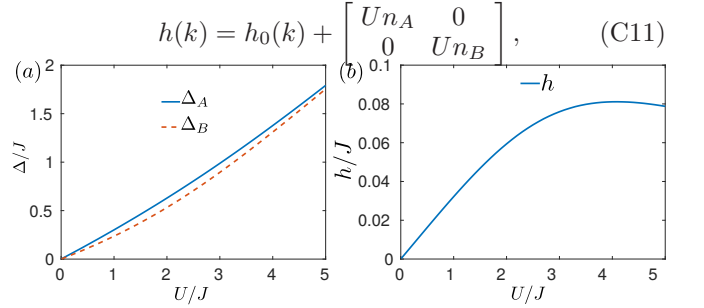 h(k) = h₀(k) + [ Un_A 0
0 Un_B ] , (C11)
(a)
2
1.5
1
0.5
0
Δ/J
Δ_A
Δ_B
0 1 2 3 4 5
U/J
(b)
0.1
0.08
0.06
0.04
0.02
0
h/J
h
0 1 2 3 4 5
U/J